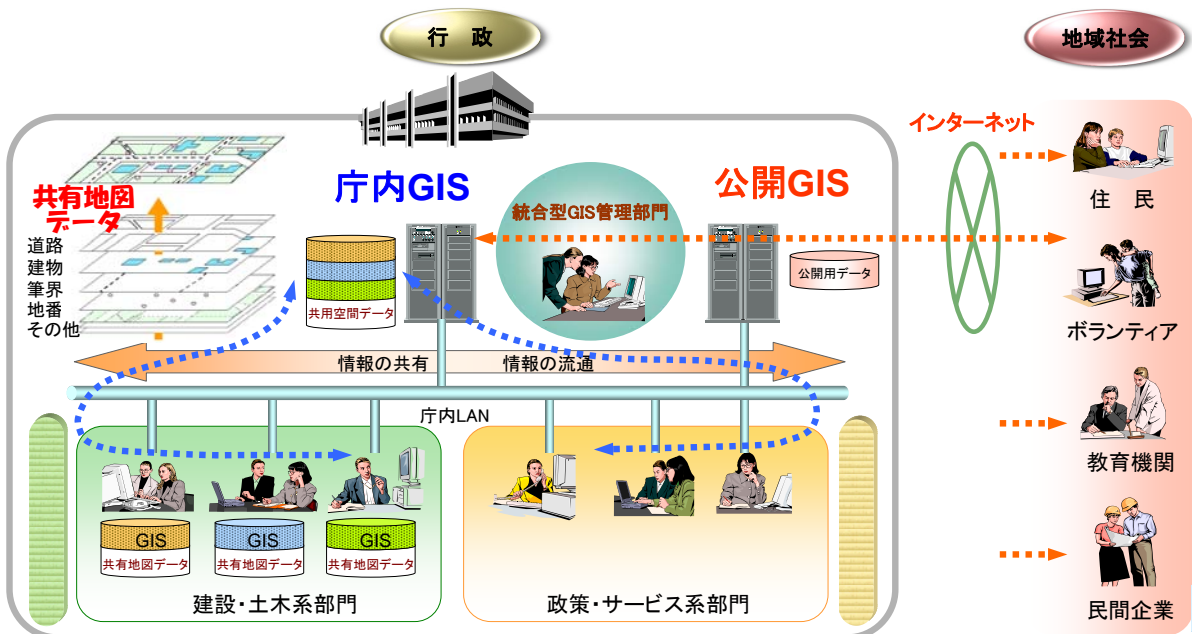 行　政
地域社会
インターネット
共有地図
データ
庁内GIS
公開GIS
統合型GIS管理部門
住　民
道路
建物
筆界
地番
その他
共用空間データ
公開用データ
ボランティア
情報の共有
情報の流通
庁内LAN
教育機関
GIS
共有地図データ
GIS
共有地図データ
GIS
共有地図データ
建設・土木系部門
政策・サービス系部門
民間企業